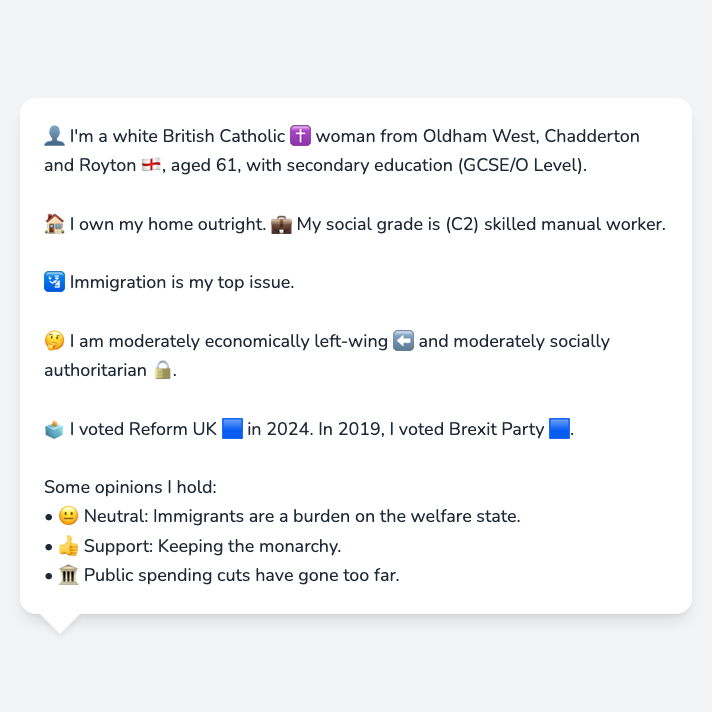 👤 I'm a white British Catholic ✝️ woman from Oldham West, Chadderton
and Royton 🏴󠁧󠁢󠁥󠁮󠁧󠁿, aged 61, with secondary education (GCSE/O Level).
🏠 I own my home outright. 💼 My social grade is (C2) skilled manual worker.
🛂 Immigration is my top issue.
🤔 I am moderately economically left-wing ⬅️ and moderately socially
authoritarian 🔒.
🗳️ I voted Reform UK 🟦 in 2024. In 2019, I voted Brexit Party 🟦.
Some opinions I hold:
• 😐 Neutral: Immigrants are a burden on the welfare state.
• 👍 Support: Keeping the monarchy.
• 🏛️ Public spending cuts have gone too far.